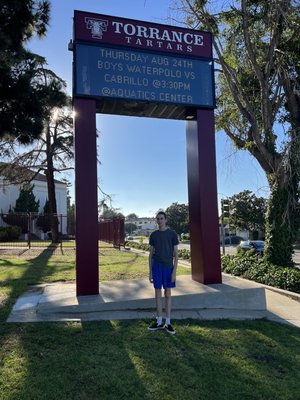 TORRANCE
TARTARS
THURSDAY AUG 24TH
BOYS WATERPOLO VS
CABRILLO @3:30PM
@AQUATICS CENTER